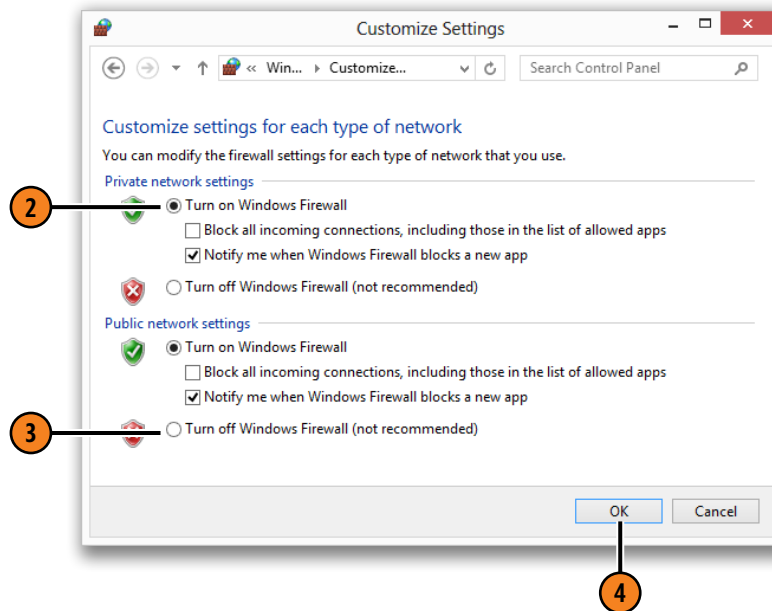 Customize Settings
« Win... Customize... Search Control Panel
Customize settings for each type of network
You can modify the firewall settings for each type of network that you use.
Private network settings
2
Turn on Windows Firewall
Block all incoming connections, including those in the list of allowed apps
Notify me when Windows Firewall blocks a new app
Turn off Windows Firewall (not recommended)
Public network settings
Turn on Windows Firewall
Block all incoming connections, including those in the list of allowed apps
Notify me when Windows Firewall blocks a new app
3
Turn off Windows Firewall (not recommended)
OK Cancel
4